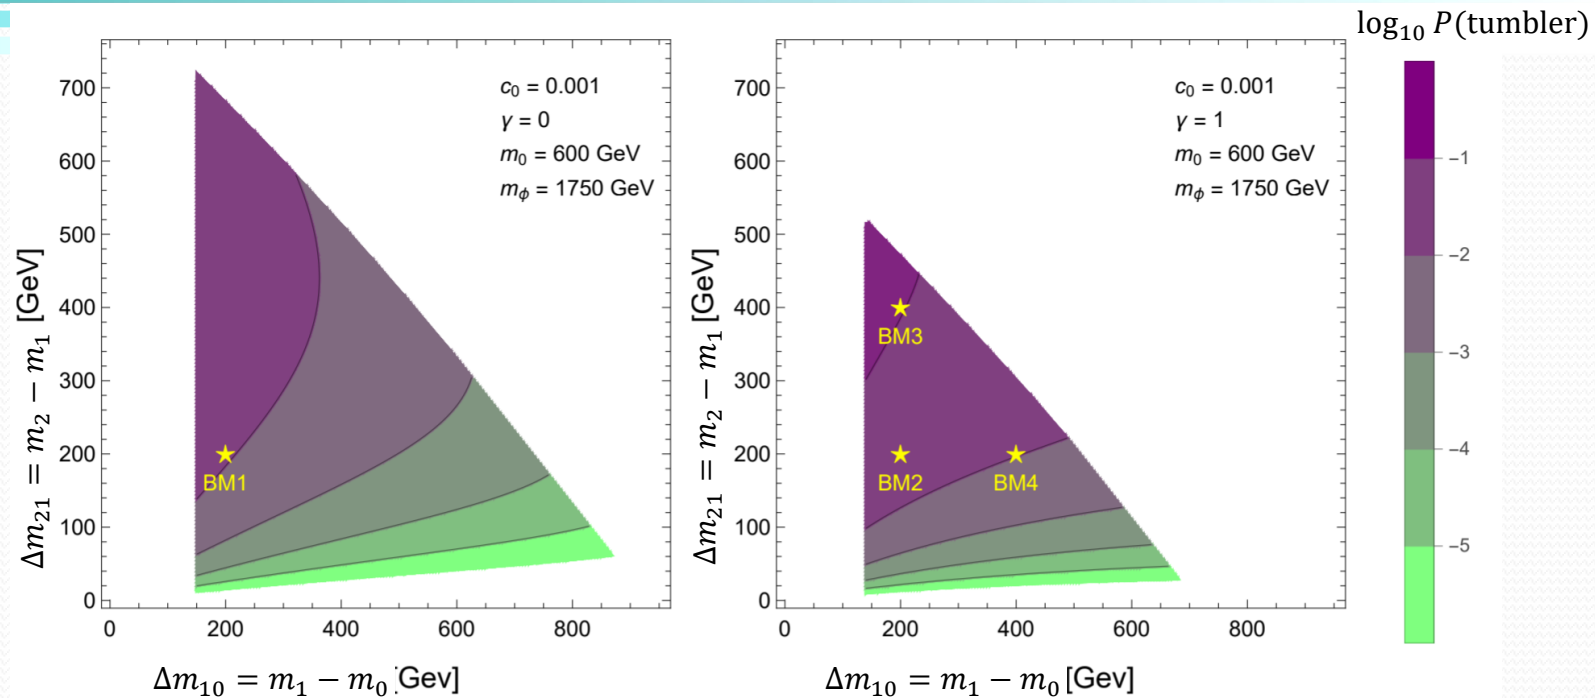 log₁₀ P(tumbler)
c₀ = 0.001
γ = 0
m₀ = 600 GeV
m_ϕ = 1750 GeV
BM1
700
600
500
400
300
200
100
0
0 200 400 600 800
Δm₂₁ = m₂ − m₁ [GeV]
Δm₁₀ = m₁ − m₀ [Gev]
c₀ = 0.001
γ = 1
m₀ = 600 GeV
m_ϕ = 1750 GeV
BM3
BM2
BM4
700
600
500
400
300
200
100
0
0 200 400 600 800
Δm₂₁ = m₂ − m₁ [GeV]
Δm₁₀ = m₁ − m₀ [Gev]
−1
−2
−3
−4
−5